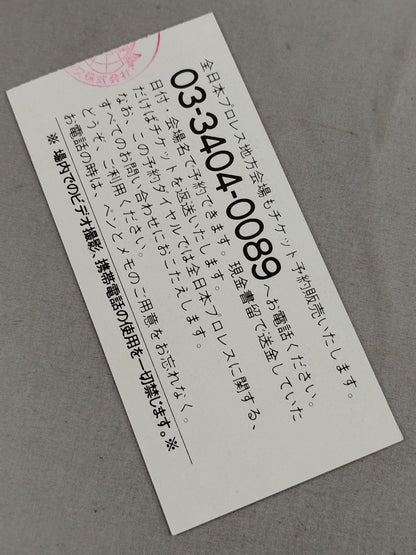 全日本プロレス地方会場もチケット予約販売いたします。
03-3404-0089へお電話ください。
日付・会場名で予約できます。現金書留で送金していた
だけばチケットを返送いたします。
なお、この予約ダイヤルでは全日本プロレスに関する、
すべてのお問い合わせにおこたえします。
どうぞ、ご利用ください。
お電話の時は、ペンとメモのご用意をお忘れなく。
※場内でのビデオ撮影、携帯電話の使用を一切禁じます。※
株式会社